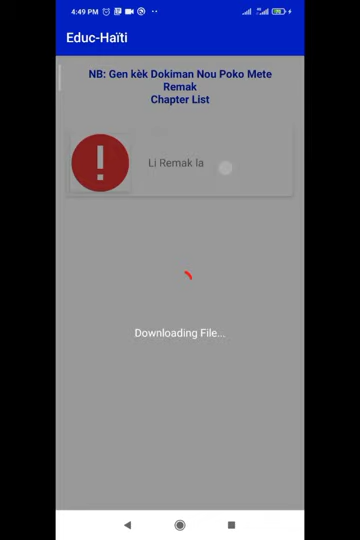 4:49 PM
Educ-Haïti
NB: Gen kèk Dokiman Nou Poko Mete
Remak
Chapter List
Li Remak la
Downloading File...